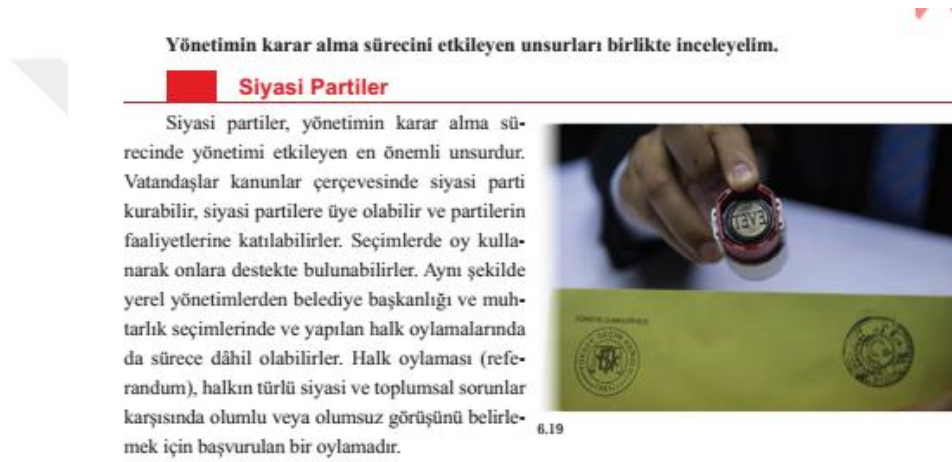 Yönetimin karar alma sürecini etkileyen unsurları birlikte inceleyelim.
Siyasi Partiler
Siyasi partiler, yönetimin karar alma sü-
recinde yönetimi etkileyen en önemli unsurdur.
Vatandaşlar kanunlar çerçevesinde siyasi parti
kurabilir, siyasi partilere üye olabilir ve partilerin
faaliyetlerine katılabilirler. Seçimlerde oy kulla-
narak onlara destekte bulunabilirler. Aynı şekilde
yerel yönetimlerden belediye başkanlığı ve muh-
tarlık seçimlerinde ve yapılan halk oylamalarında
da sürece dâhil olabilirler. Halk oylaması (refe-
randum), halkın türlü siyasi ve toplumsal sorunlar
karşısında olumlu veya olumsuz görüşünü belirle-
mek için başvurulan bir oylamadır.
6.19